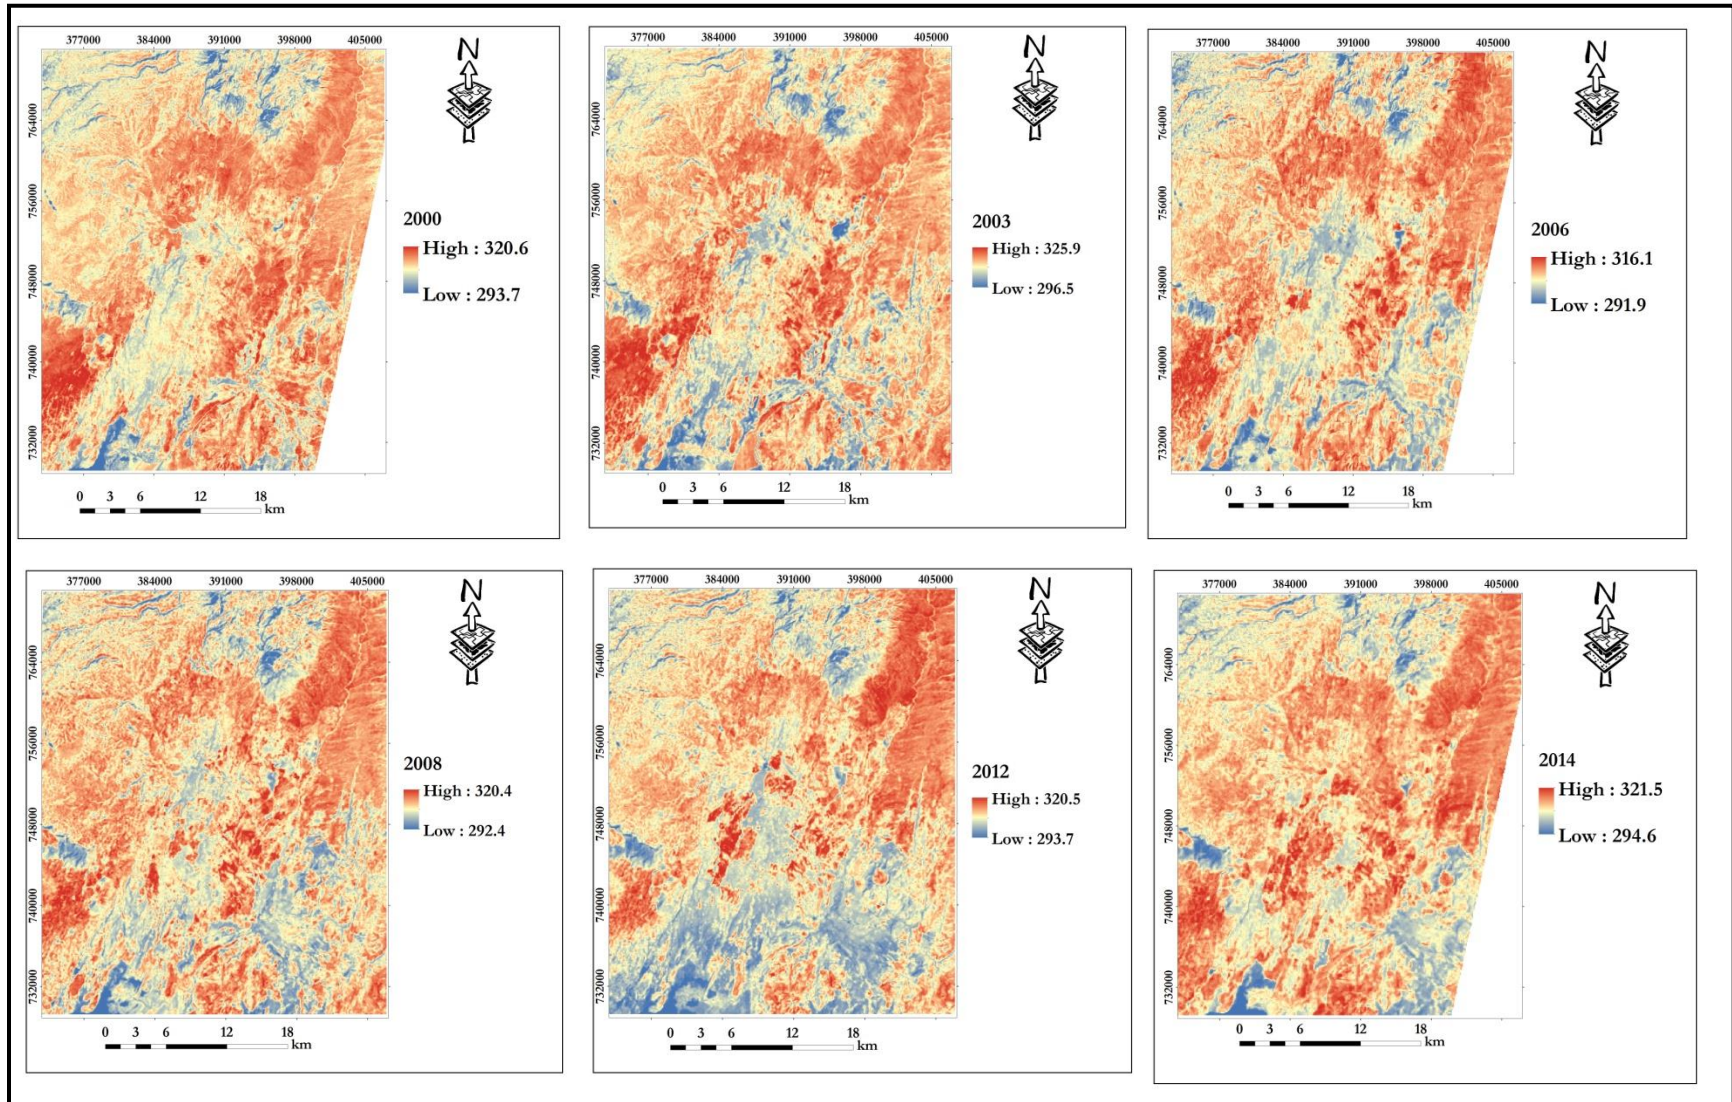 377000 384000 391000 398000 405000
N
764000
756000
748000
740000
732000
2000
High : 320.6
Low : 293.7
0 3 6 12 18
km
377000 384000 391000 398000 405000
N
764000
756000
748000
740000
732000
2003
High : 325.9
Low : 296.5
0 3 6 12 18
km
377000 384000 391000 398000 405000
N
764000
756000
748000
740000
732000
2006
High : 316.1
Low : 291.9
0 3 6 12 18
km
377000 384000 391000 398000 405000
N
764000
756000
748000
740000
732000
2008
High : 320.4
Low : 292.4
0 3 6 12 18
km
377000 384000 391000 398000 405000
N
764000
756000
748000
740000
732000
2012
High : 320.5
Low : 293.7
0 3 6 12 18
km
377000 384000 391000 398000 405000
N
764000
756000
748000
740000
732000
2014
High : 321.5
Low : 294.6
0 3 6 12 18
km